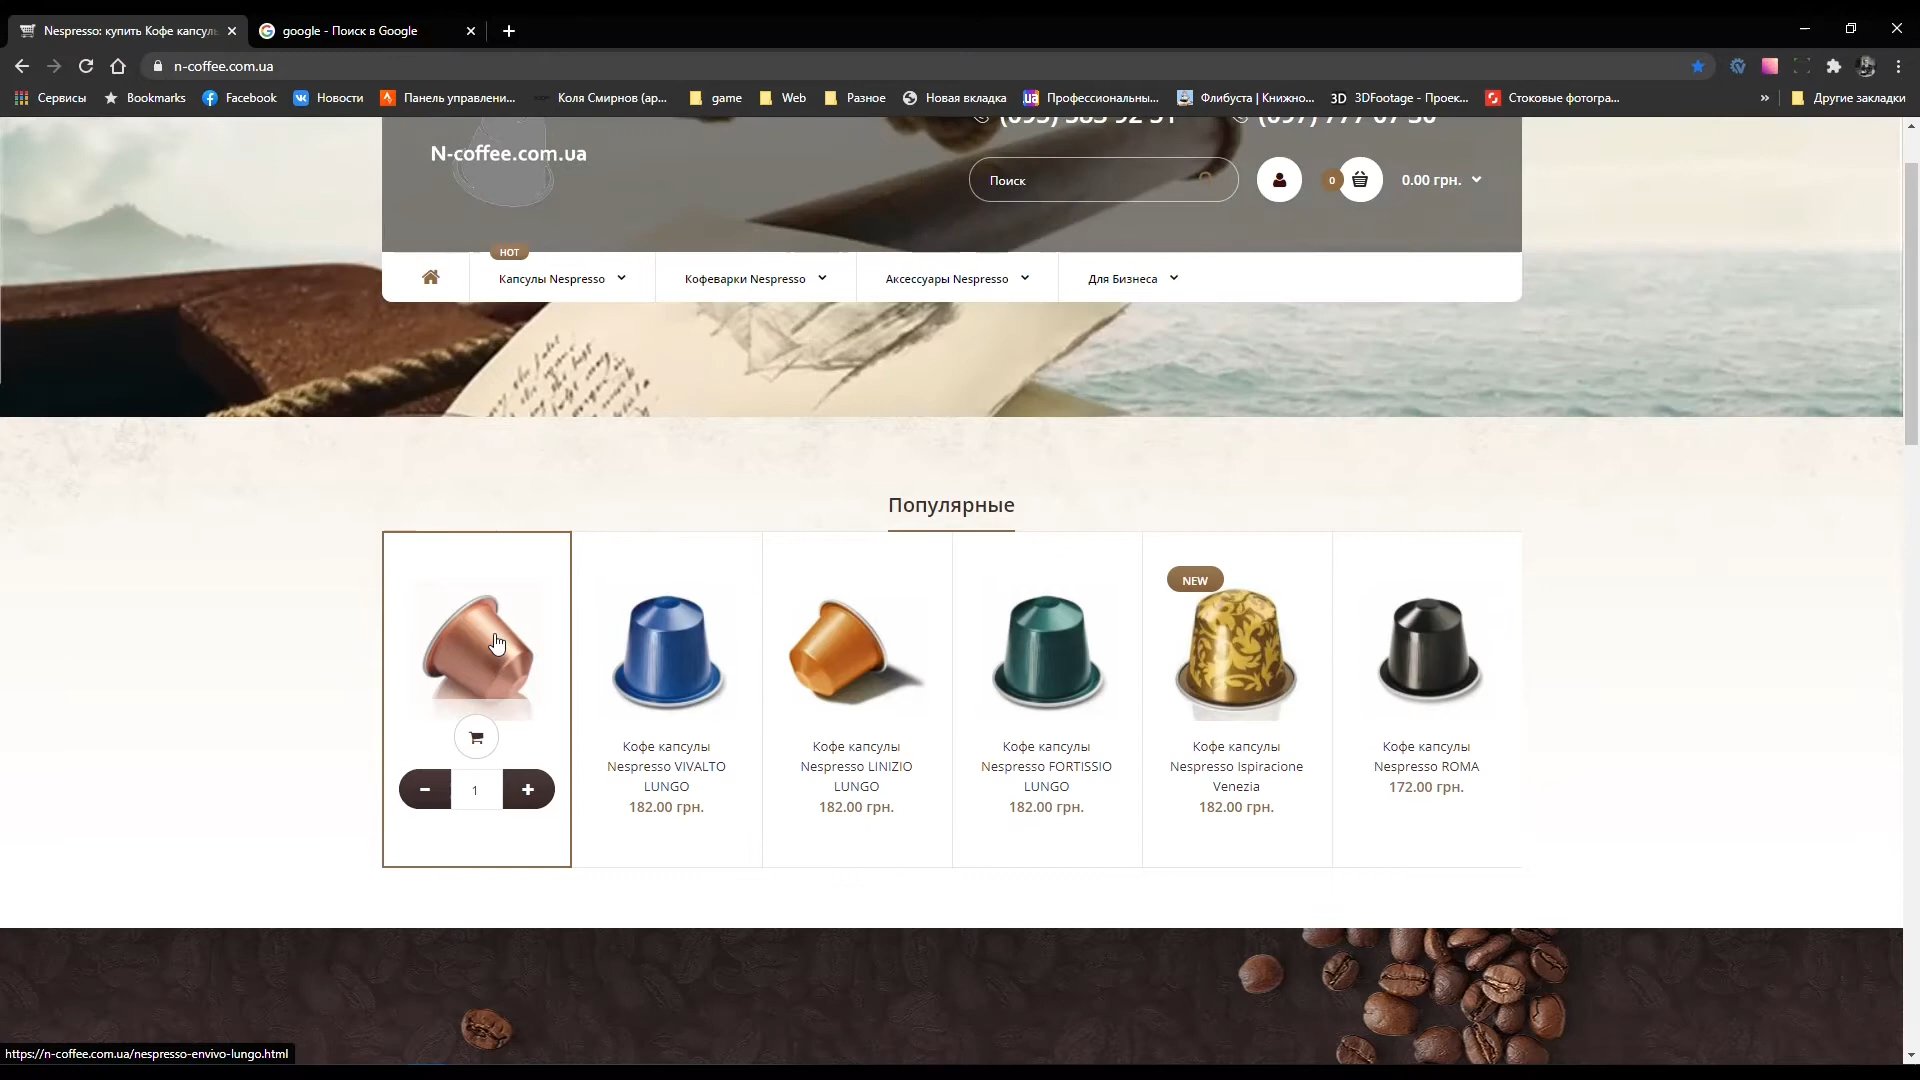 Nespresso: купить Кофе капсуль
google - Поиск в Google
n-coffee.com.ua
Сервисы
Bookmarks
Facebook
Новости
Панель управлени...
Коля Смирнов (ар...
game
Web
Разное
Новая вкладка
Профессиональны...
Флибуста | Книжно...
3D 3DFootage - Проек...
Стоковые фотогра...
»
Другие закладки
N-coffee.com.ua
Поиск
0
0.00 грн.
HOT
Капсулы Nespresso
Кофеварки Nespresso
Аксессуары Nespresso
Для Бизнеса
Популярные
1
Кофе капсулы
Nespresso VIVALTO
LUNGO
182.00 грн.
Кофе капсулы
Nespresso LINIZIO
LUNGO
182.00 грн.
Кофе капсулы
Nespresso FORTISSIO
LUNGO
182.00 грн.
NEW
Кофе капсулы
Nespresso Ispiracione
Venezia
182.00 грн.
Кофе капсулы
Nespresso ROMA
172.00 грн.
https://n-coffee.com.ua/nespresso-envivo-lungo.html